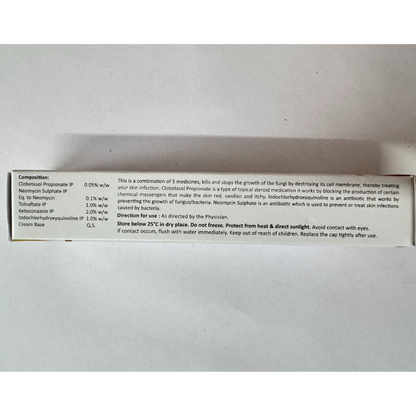 Composition:
Clobetasol Propionate IP 0.05% w/w
Neomycin Sulphate IP
Eq. to Neomycin 0.1% w/w
Tolnaftate IP 1.0% w/w
Ketoconazole IP 2.0% w/w
Iodochlorhydroxyquinoline IP 1.0% w/w
Cream Base Q.S.
This is a combination of 5 medicines, kills and stops the growth of the fungi by destroying its cell membrane, thereby treating
your skin infection. Clobetasol Propionate is a type of topical steroid medication it works by blocking the production of certain
chemical messengers that make the skin red, swollen and itchy. Iodochlorhydroxyquinoline is an antibiotic that works by
preventing the growth of fungus/bacteria. Neomycin Sulphate is an antibiotic which is used to prevent or treat skin infections
caused by bacteria.
Direction for use : As directed by the Physician.
Store below 25°C in dry place. Do not freeze. Protect from heat & direct sunlight. Avoid contact with eyes.
If contact occurs, flush with water immediately. Keep out of reach of children. Replace the cap tightly after use.